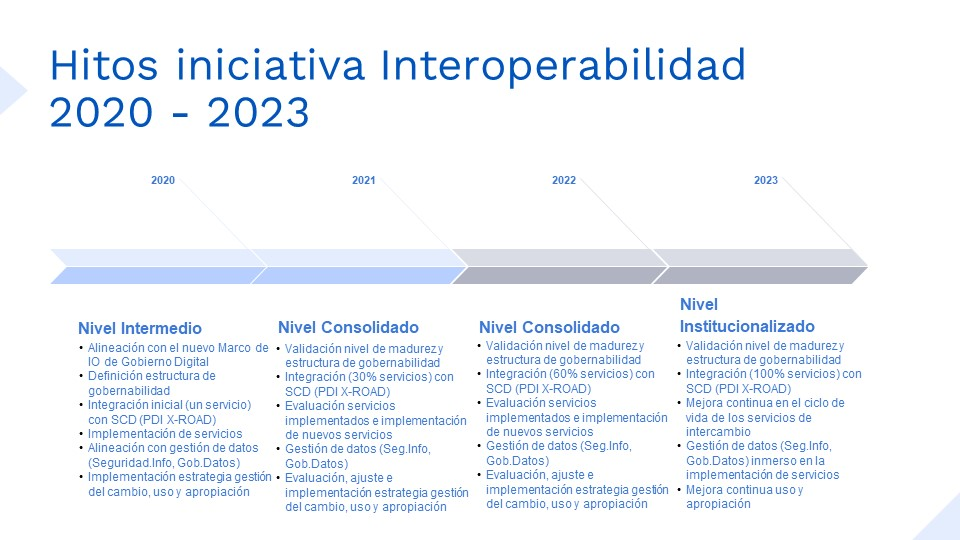 Hitos iniciativa Interoperabilidad
2020 - 2023
2020
2021
2022
2023
Nivel Intermedio
• Alineación con el nuevo Marco de
IO de Gobierno Digital
• Definición estructura de
gobernabilidad
• Integración inicial (un servicio)
con SCD (PDI X-ROAD)
• Implementación de servicios
• Alineación con gestión de datos
(Seguridad.Info, Gob.Datos)
• Implementación estrategia gestión
del cambio, uso y apropiación
Nivel Consolidado
• Validación nivel de madurez y
estructura de gobernabilidad
• Integración (30% servicios) con
SCD (PDI X-ROAD)
• Evaluación servicios
implementados e implementación
de nuevos servicios
• Gestión de datos (Seg.Info,
Gob.Datos)
• Evaluación, ajuste e
implementación estrategia gestión
del cambio, uso y apropiación
Nivel Consolidado
• Validación nivel de madurez y
estructura de gobernabilidad
• Integración (60% servicios) con
SCD (PDI X-ROAD)
• Evaluación servicios
implementados e implementación
de nuevos servicios
• Gestión de datos (Seg.Info,
Gob.Datos)
• Evaluación, ajuste e
implementación estrategia gestión
del cambio, uso y apropiación
Nivel
Institucionalizado
• Validación nivel de madurez y
estructura de gobernabilidad
• Integración (100% servicios) con
SCD (PDI X-ROAD)
• Mejora continua en el ciclo de
vida de los servicios de
intercambio
• Gestión de datos (Seg.Info,
Gob.Datos) inmerso en la
implementación de servicios
• Mejora continua uso y
apropiación